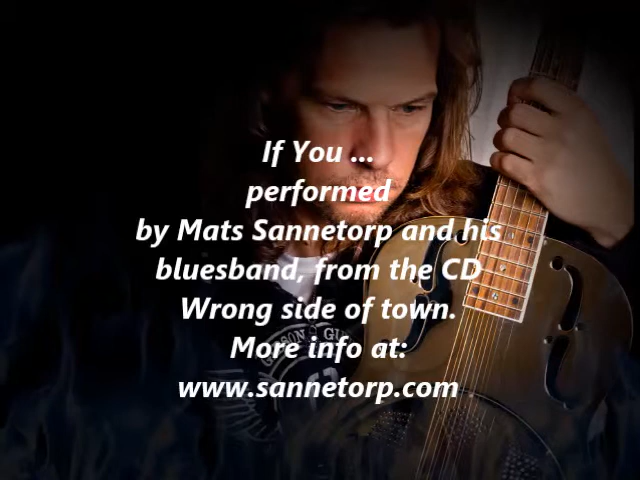 If You ...
performed
by Mats Sannetorp and his
bluesband, from the CD
Wrong side of town.
More info at:
www.sannetorp.com